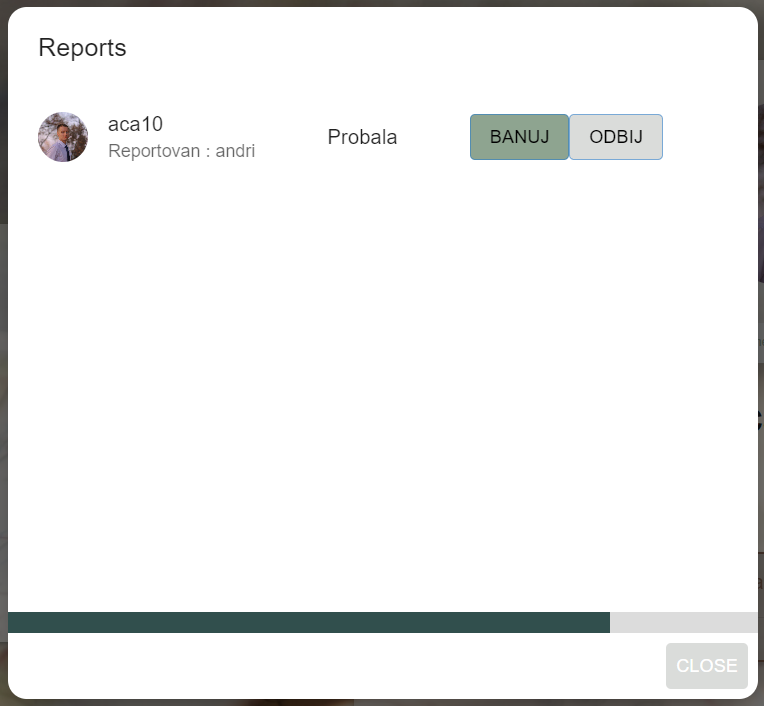 Reports
aca10
Reportovan : andri
Probala
BANUJ
ODBIJ
CLOSE